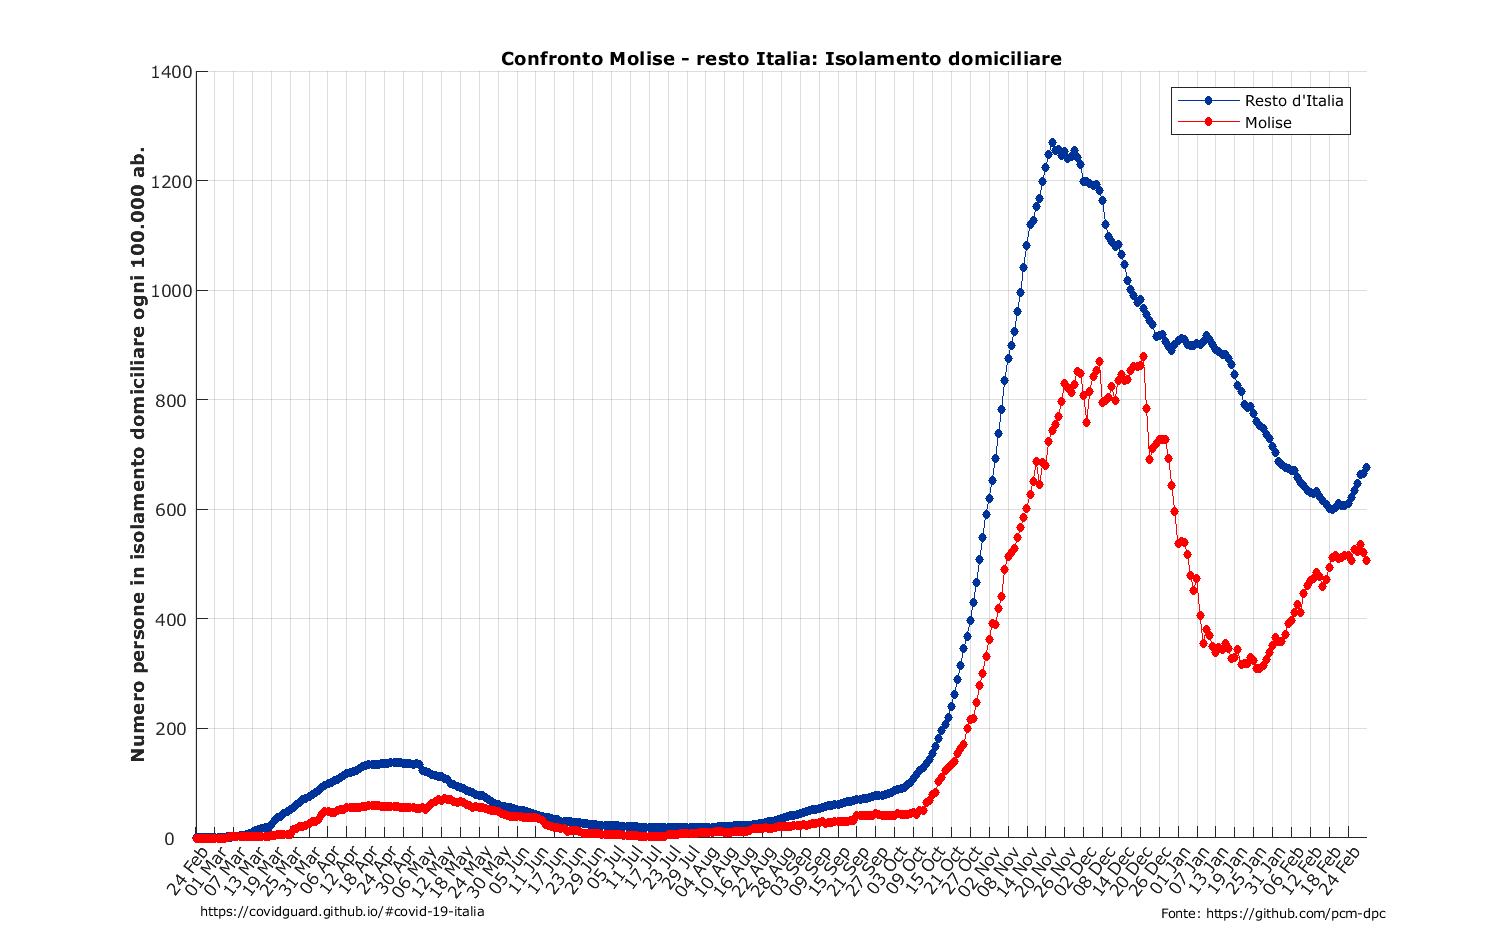 Confronto Molise - resto Italia: Isolamento domiciliare
Resto d'Italia
Molise
Numero persone in isolamento domiciliare ogni 100.000 ab.
1400
1200
1000
800
600
400
200
0
24 Feb
01 Mar
07 Mar
13 Mar
19 Mar
25 Mar
31 Mar
06 Apr
12 Apr
18 Apr
24 Apr
30 Apr
06 May
12 May
18 May
24 May
30 May
05 Jun
11 Jun
17 Jun
23 Jun
29 Jun
05 Jul
11 Jul
17 Jul
23 Jul
29 Jul
04 Aug
10 Aug
16 Aug
22 Aug
28 Aug
03 Sep
09 Sep
15 Sep
21 Sep
27 Sep
03 Oct
09 Oct
15 Oct
21 Oct
27 Oct
02 Nov
08 Nov
14 Nov
20 Nov
26 Nov
02 Dec
08 Dec
14 Dec
20 Dec
26 Dec
01 Jan
07 Jan
13 Jan
19 Jan
25 Jan
31 Jan
06 Feb
12 Feb
18 Feb
24 Feb
https://covidguard.github.io/#covid-19-italia
Fonte: https://github.com/pcm-dpc